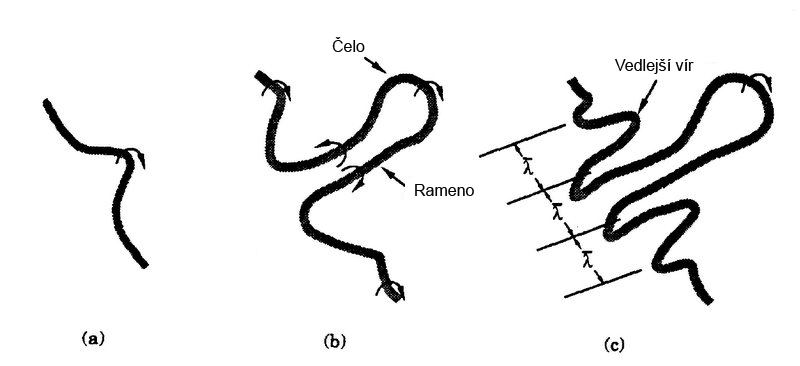 Čelo
Rameno
Vedlejší vír
λ̄
λ̄
λ̄
(a)
(b)
(c)